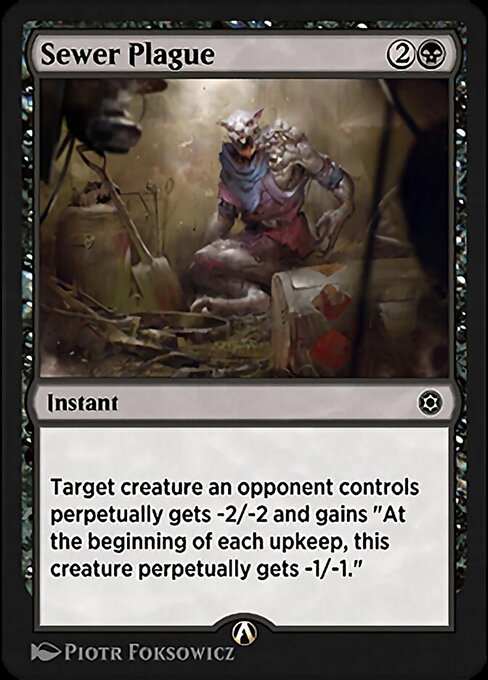 Sewer Plague 2
Instant
Target creature an opponent controls
perpetually gets -2/-2 and gains "At
the beginning of each upkeep, this
creature perpetually gets -1/-1."
Piotr Foksowicz